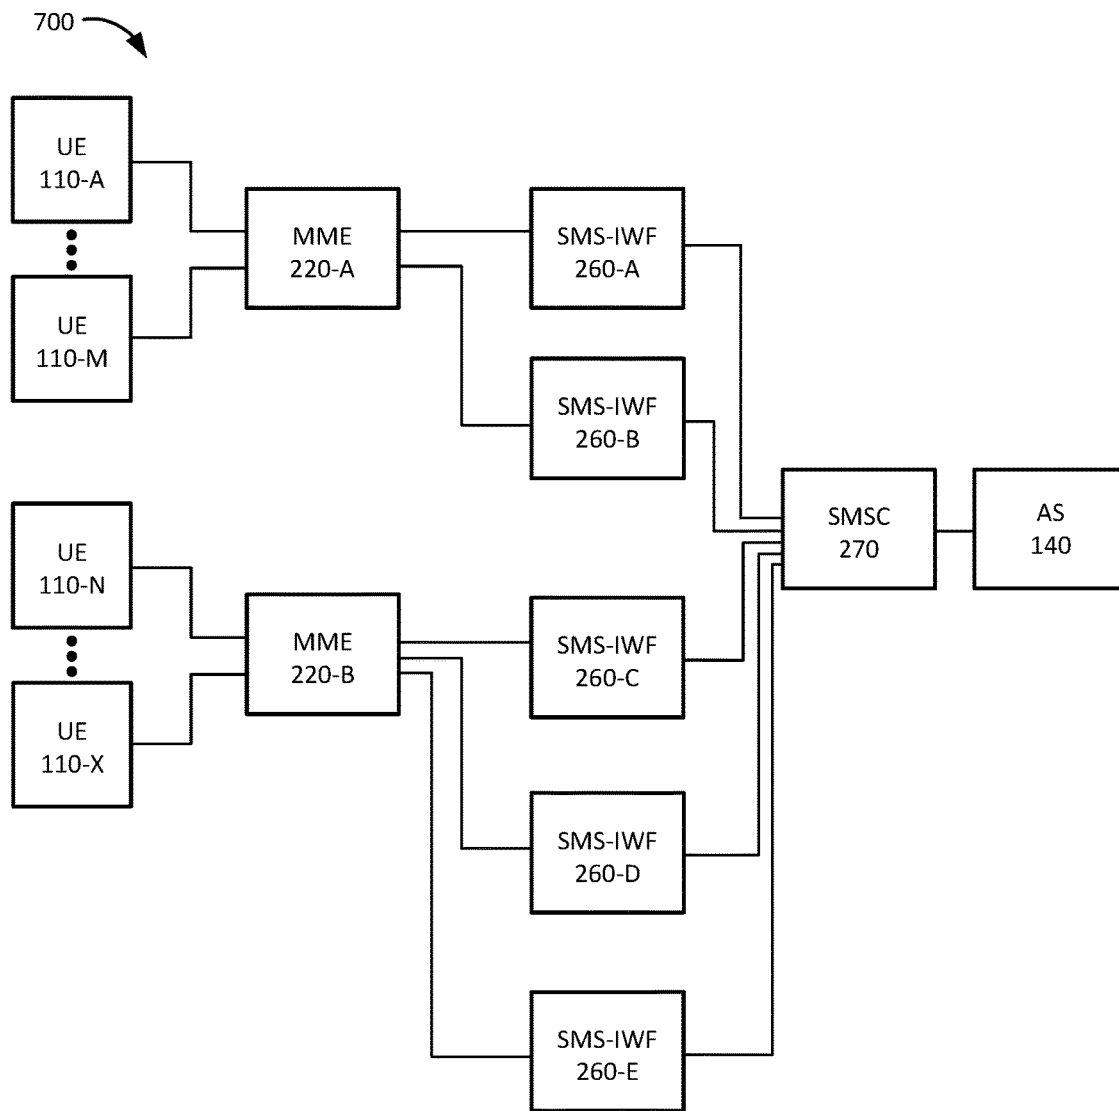 700
UE
110-A
UE
110-M
MME
220-A
SMS-IWF
260-A
SMS-IWF
260-B
UE
110-N
UE
110-X
MME
220-B
SMS-IWF
260-C
SMS-IWF
260-D
SMS-IWF
260-E
SMSC
270
AS
140